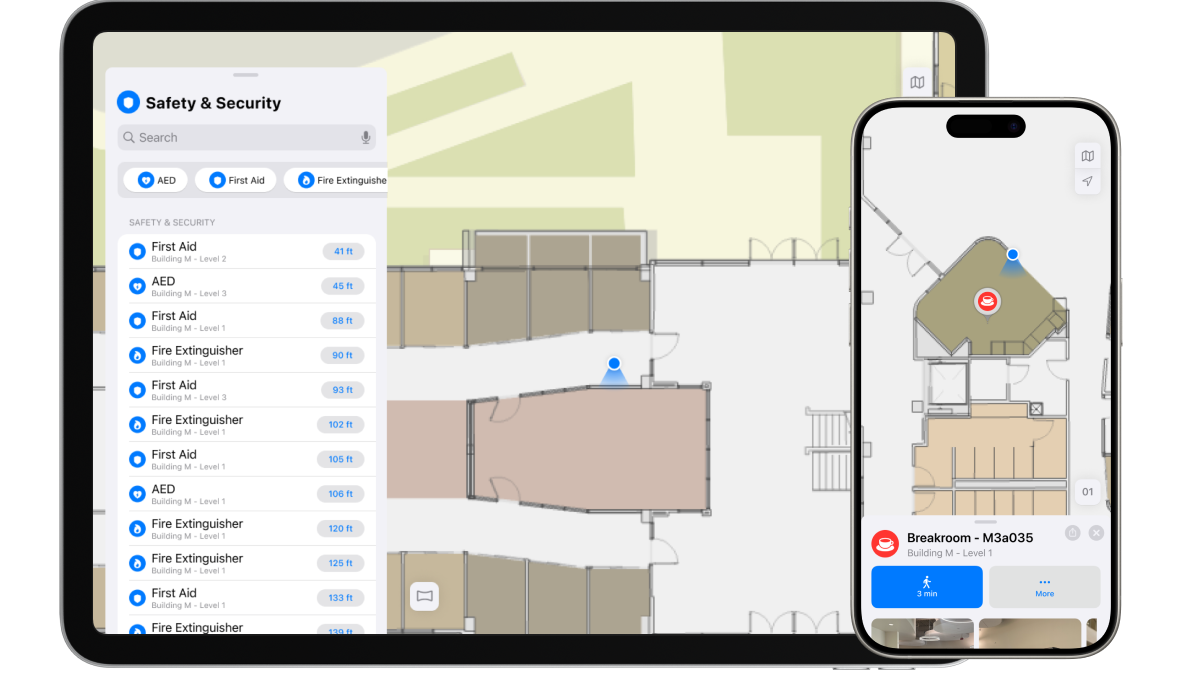 Safety & Security
Search
AED
First Aid
Fire Extinguishe
SAFETY & SECURITY
First Aid
Building M - Level 2
41 ft
AED
Building M - Level 3
45 ft
First Aid
Building M - Level 1
88 ft
Fire Extinguisher
Building M - Level 1
90 ft
First Aid
Building M - Level 3
93 ft
Fire Extinguisher
Building M - Level 1
102 ft
First Aid
Building M - Level 1
105 ft
AED
Building M - Level 1
106 ft
Fire Extinguisher
Building M - Level 1
120 ft
Fire Extinguisher
Building M - Level 1
125 ft
First Aid
Building M - Level 1
133 ft
Fire Extinguisher
139 ft
01
Breakroom - M3a035
Building M - Level 1
3 min
More